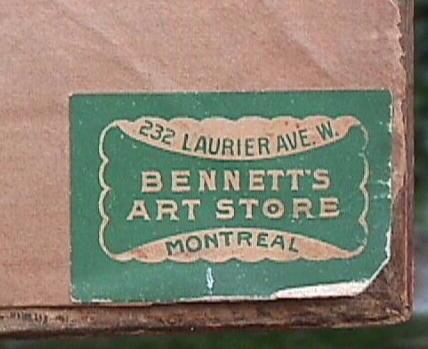 232 LAURIER AVE. W.
BENNETT'S
ART STORE
MONTREAL